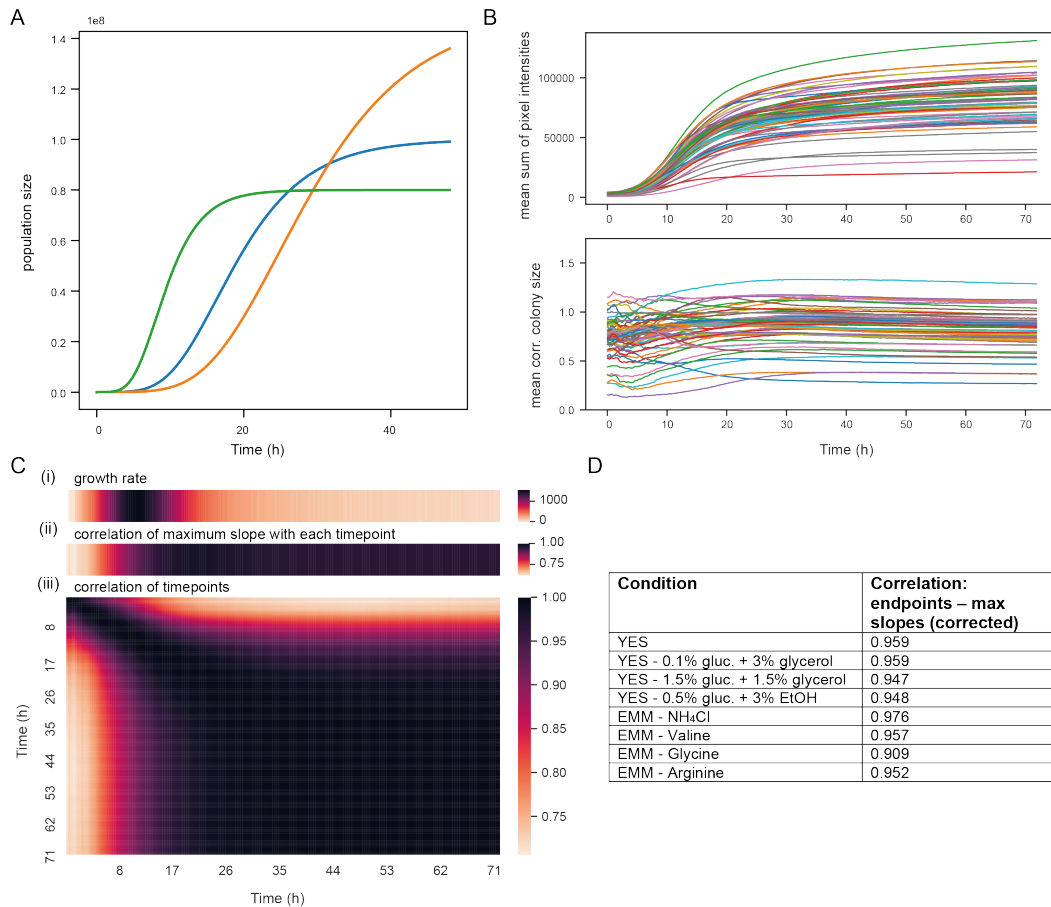 A
1e8
1.4
1.2
1.0
0.8
0.6
0.4
0.2
0.0
population size
0
20
40
Time (h)
B
100000
50000
0
mean sum of pixel intensities
0
10
20
30
40
50
60
70
1.5
1.0
0.5
0.0
mean corr. colony size
0
10
20
30
40
50
60
70
Time (h)
C
(i)
growth rate
1000
0
(ii)
correlation of maximum slope with each timepoint
1.00
0.75
(iii)
correlation of timepoints
8
17
26
35
44
53
62
71
Time (h)
8
17
26
35
44
53
62
71
Time (h)
1.00
0.95
0.90
0.85
0.80
0.75
D
Condition
Correlation:
endpoints – max
slopes (corrected)
YES
0.959
YES - 0.1% gluc. + 3% glycerol
0.959
YES - 1.5% gluc. + 1.5% glycerol
0.947
YES - 0.5% gluc. + 3% EtOH
0.948
EMM - NH₄Cl
0.976
EMM - Valine
0.957
EMM - Glycine
0.909
EMM - Arginine
0.952